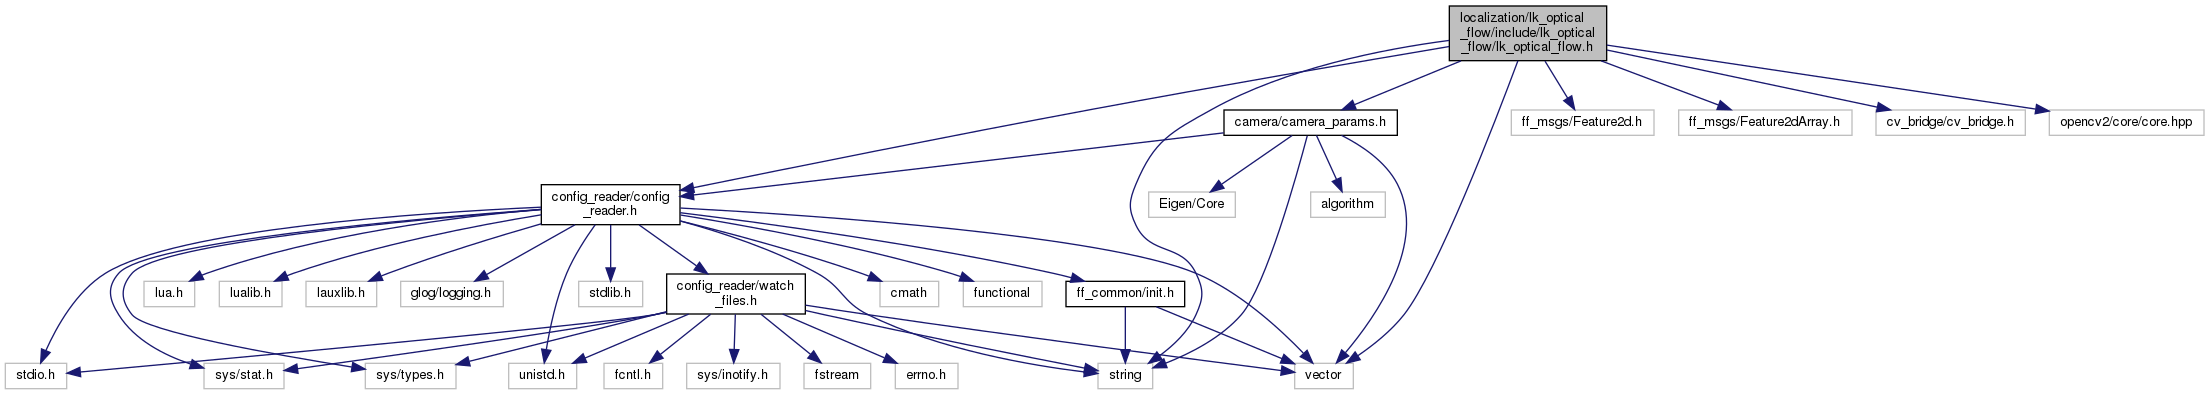 localization/lk_optical
_flow/include/lk_optical
_flow/lk_optical_flow.h
camera/camera_params.h
ff_msgs/Feature2d.h
ff_msgs/Feature2dArray.h
cv_bridge/cv_bridge.h
opencv2/core/core.hpp
config_reader/config
_reader.h
Eigen/Core
algorithm
lua.h
lualib.h
lauxlib.h
glog/logging.h
stdlib.h
config_reader/watch
_files.h
cmath
functional
ff_common/init.h
stdio.h
sys/stat.h
sys/types.h
unistd.h
fcntl.h
sys/inotify.h
fstream
errno.h
string
vector